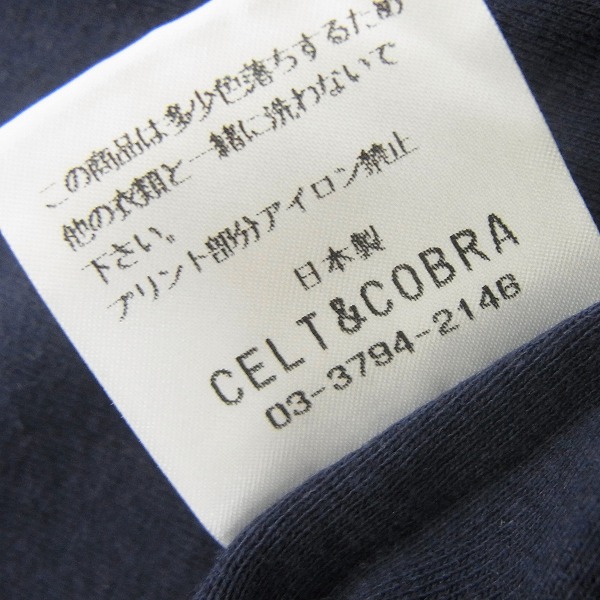 この商品は多少色落ちするため
他の衣類と一緒に洗わないで
下さい。
プリント部分アイロン禁止
日本製
CELT&COBRA
03-3794-2146